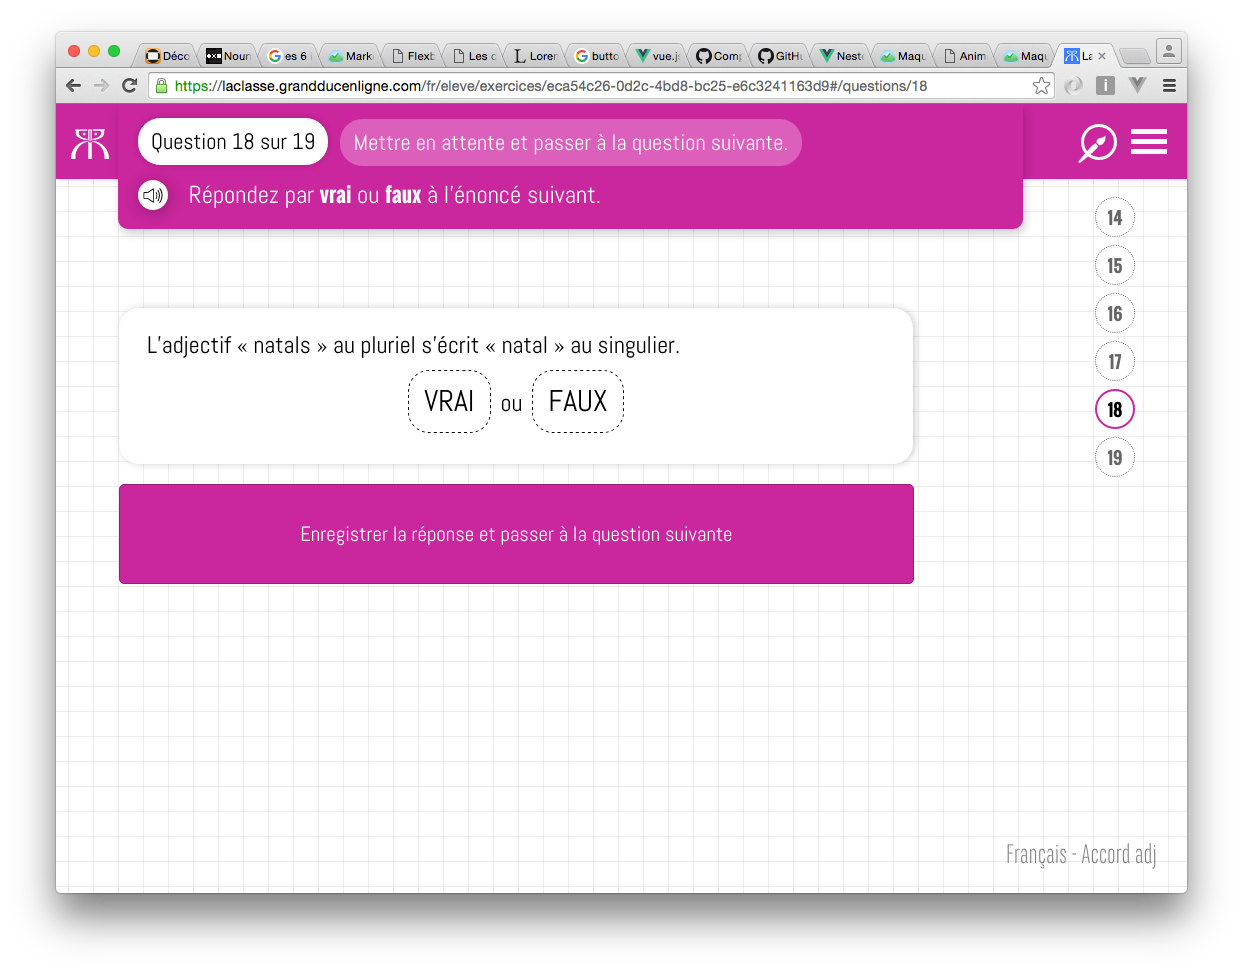 Déco
Noun
es 6 i
Mark
Flexb
Les c
Lorem
butto
vue.js
Comp
GitHu
Neste
Maqu
Anim
Maqu
La
https://laclasse.grandducenligne.com/fr/eleve/exercices/eca54c26-0d2c-4bd8-bc25-e6c3241163d9#/questions/18
Question 18 sur 19
Mettre en attente et passer à la question suivante.
Répondez par vrai ou faux à l'énoncé suivant.
14
15
16
17
18
19
L'adjectif « natals » au pluriel s'écrit « natal » au singulier.
VRAI ou FAUX
Enregistrer la réponse et passer à la question suivante
Français - Accord adj